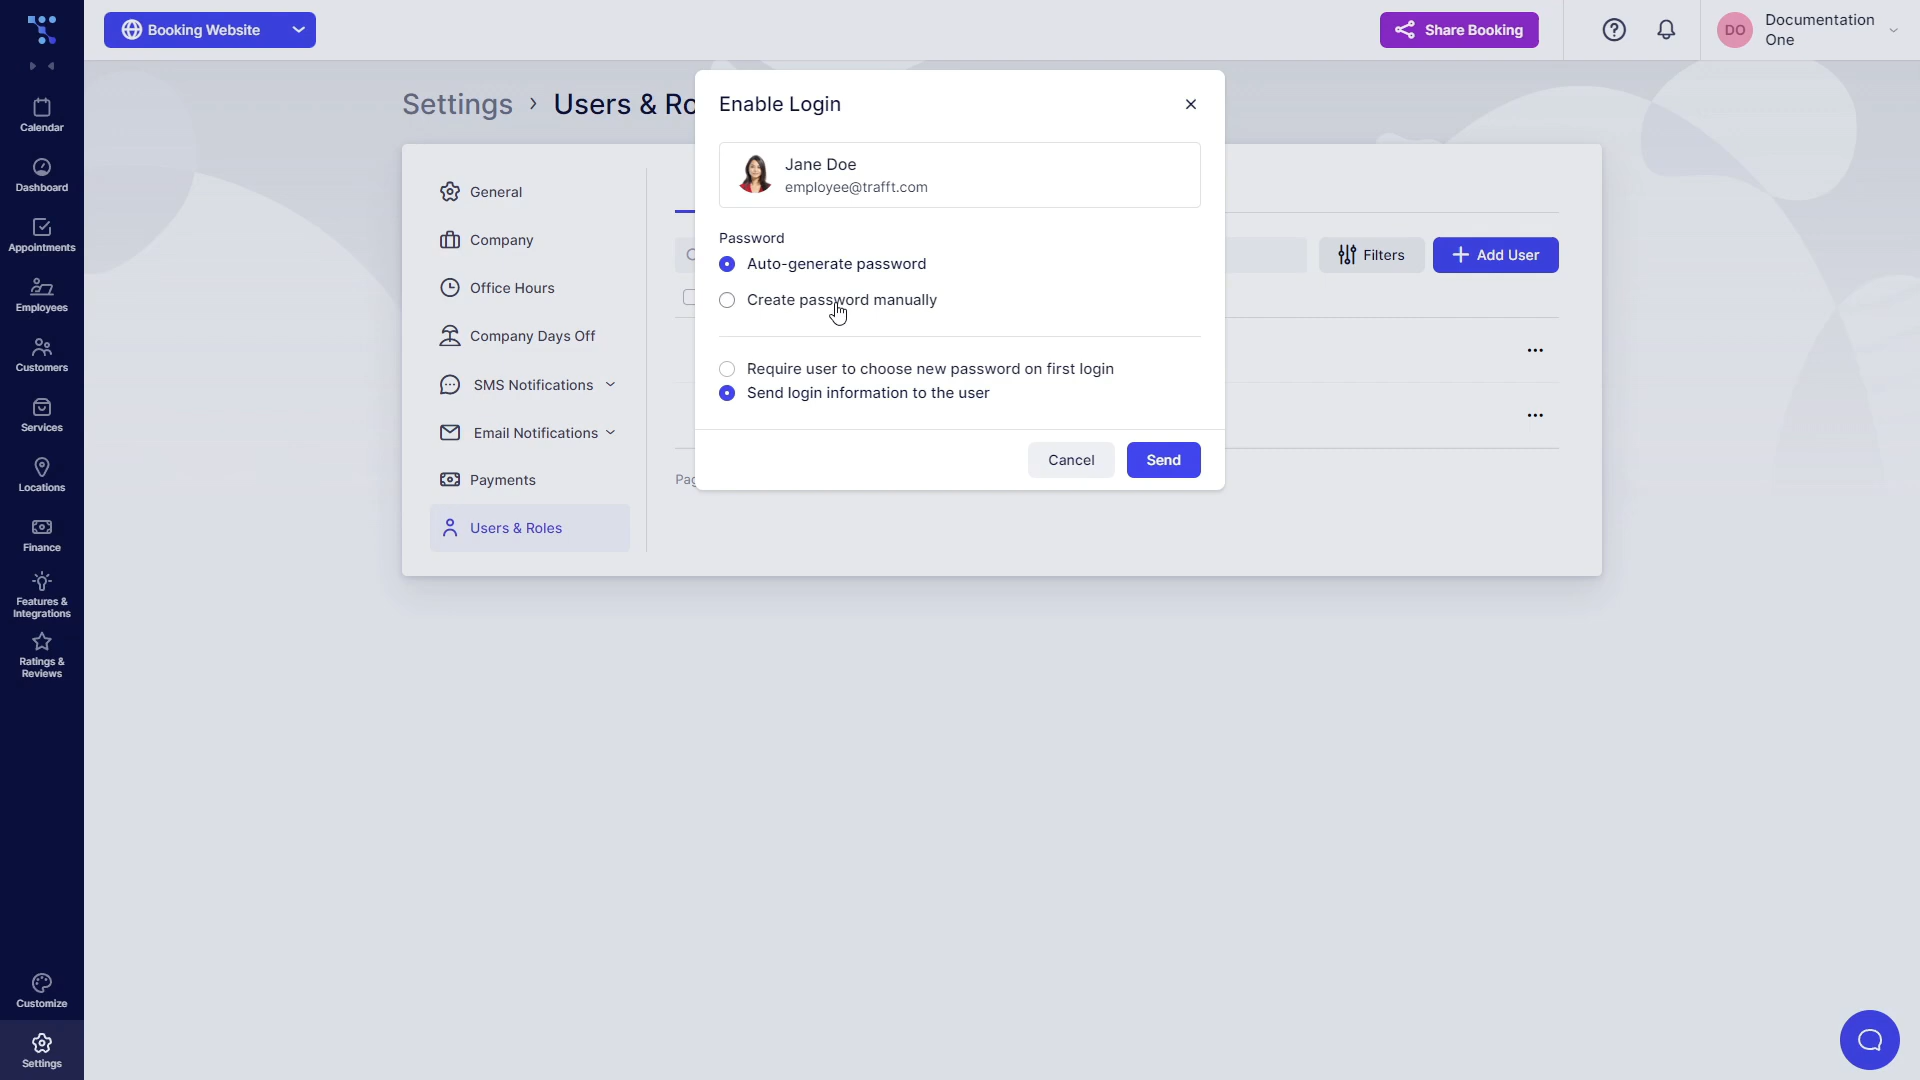 Booking Website
Share Booking
DO
Documentation
One
Calendar
Dashboard
Appointments
Employees
Customers
Services
Locations
Finance
Features &
Integrations
Ratings &
Reviews
Customize
Settings
Settings > Users & Ro
General
Company
Office Hours
Company Days Off
SMS Notifications
Email Notifications
Payments
Users & Roles
Filters
Add User
Enable Login
Jane Doe
employee@trafft.com
Password
Auto-generate password
Create password manually
Require user to choose new password on first login
Send login information to the user
Cancel
Send